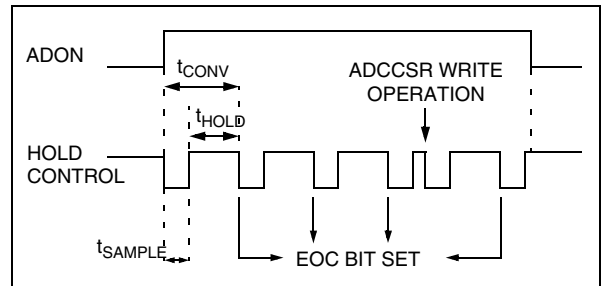 ADON
tCONV
ADCCSR WRITE
OPERATION
tHOLD
HOLD
CONTROL
tSAMPLE
EOC BIT SET